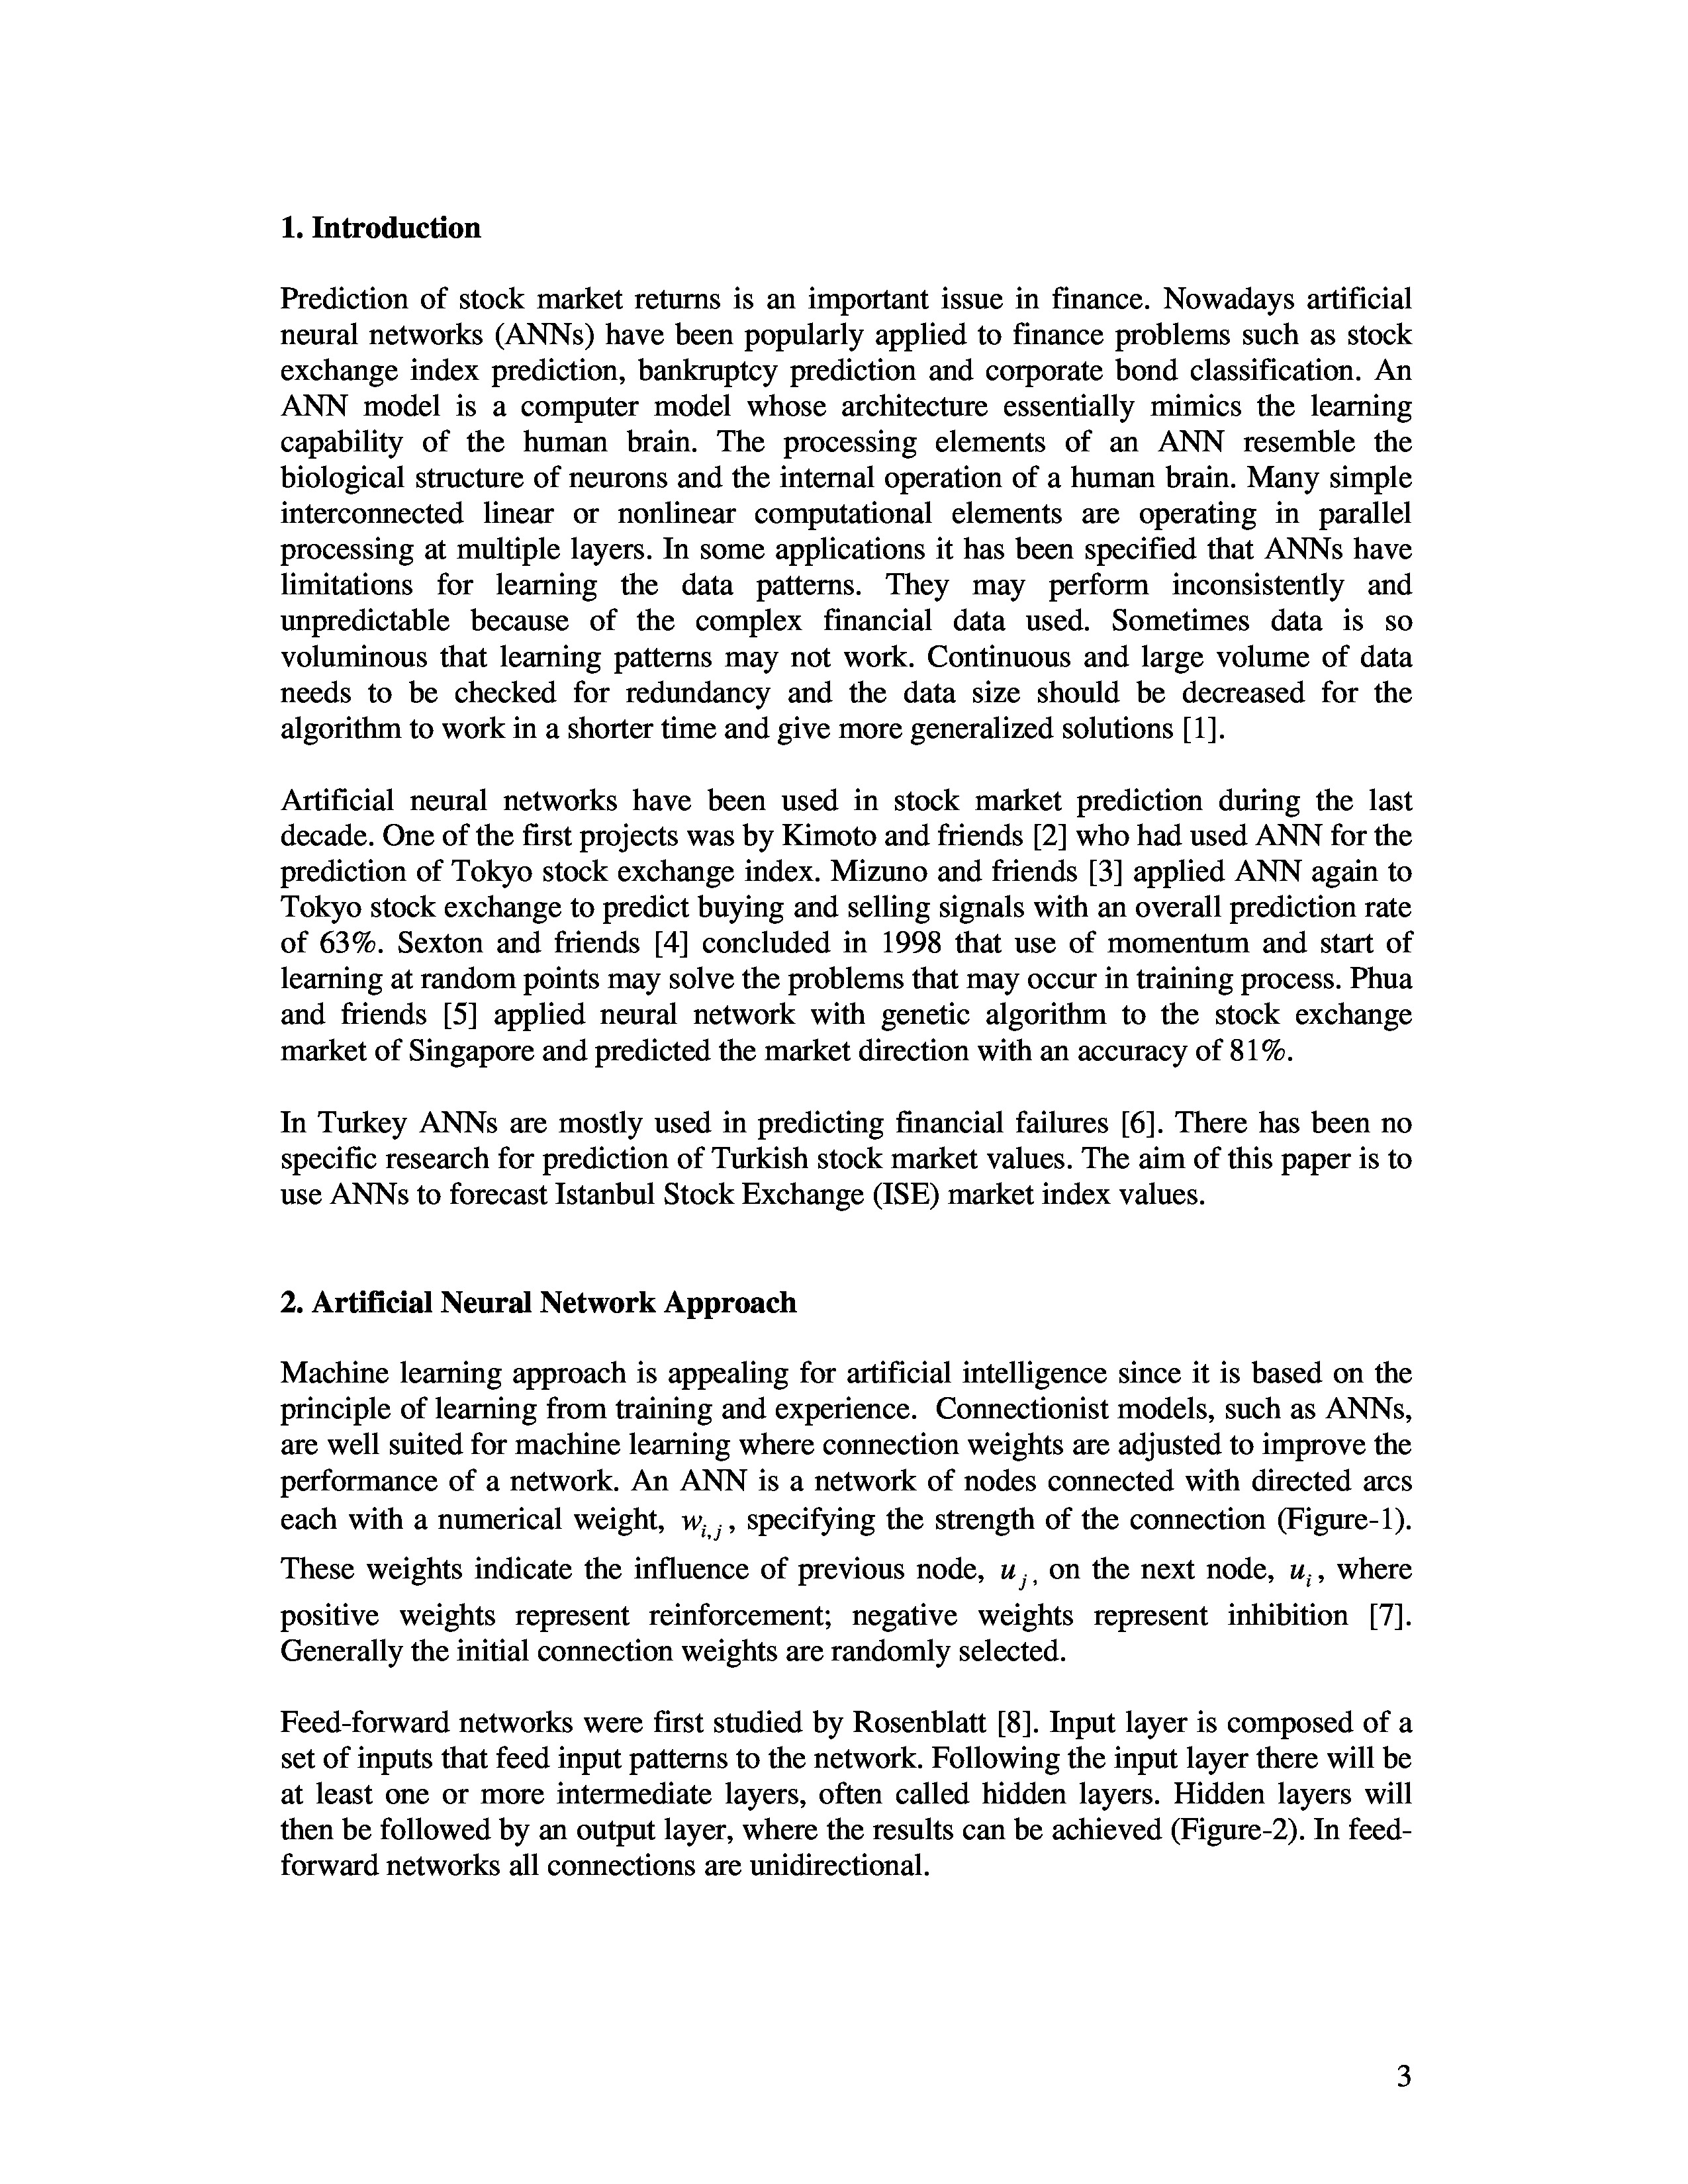 1. Introduction
Prediction of stock market returns is an important issue in finance. Nowadays artificial
neural networks (ANNs) have been popularly applied to finance problems such as stock
exchange index prediction, bankruptcy prediction and corporate bond classification. An
ANN model is a computer model whose architecture essentially mimics the learning
capability of the human brain. The processing elements of an ANN resemble the
biological structure of neurons and the internal operation of a human brain. Many simple
interconnected linear or nonlinear computational elements are operating in parallel
processing at multiple layers. In some applications it has been specified that ANNs have
limitations for learning the data patterns. They may perform inconsistently and
unpredictable because of the complex financial data used. Sometimes data is so
voluminous that learning patterns may not work. Continuous and large volume of data
needs to be checked for redundancy and the data size should be decreased for the
algorithm to work in a shorter time and give more generalized solutions [1].
Artificial neural networks have been used in stock market prediction during the last
decade. One of the first projects was by Kimoto and friends [2] who had used ANN for the
prediction of Tokyo stock exchange index. Mizuno and friends [3] applied ANN again to
Tokyo stock exchange to predict buying and selling signals with an overall prediction rate
of 63%. Sexton and friends [4] concluded in 1998 that use of momentum and start of
learning at random points may solve the problems that may occur in training process. Phua
and friends [5] applied neural network with genetic algorithm to the stock exchange
market of Singapore and predicted the market direction with an accuracy of 81%.
In Turkey ANNs are mostly used in predicting financial failures [6]. There has been no
specific research for prediction of Turkish stock market values. The aim of this paper is to
use ANNs to forecast Istanbul Stock Exchange (ISE) market index values.
2. Artificial Neural Network Approach
Machine learning approach is appealing for artificial intelligence since it is based on the
principle of learning from training and experience. Connectionist models, such as ANNs,
are well suited for machine learning where connection weights are adjusted to improve the
performance of a network. An ANN is a network of nodes connected with directed arcs
each with a numerical weight, w_{i,j}, specifying the strength of the connection (Figure-1).
These weights indicate the influence of previous node, u_j, on the next node, u_i, where
positive weights represent reinforcement; negative weights represent inhibition [7].
Generally the initial connection weights are randomly selected.
Feed-forward networks were first studied by Rosenblatt [8]. Input layer is composed of a
set of inputs that feed input patterns to the network. Following the input layer there will be
at least one or more intermediate layers, often called hidden layers. Hidden layers will
then be followed by an output layer, where the results can be achieved (Figure-2). In feed-
forward networks all connections are unidirectional.
3